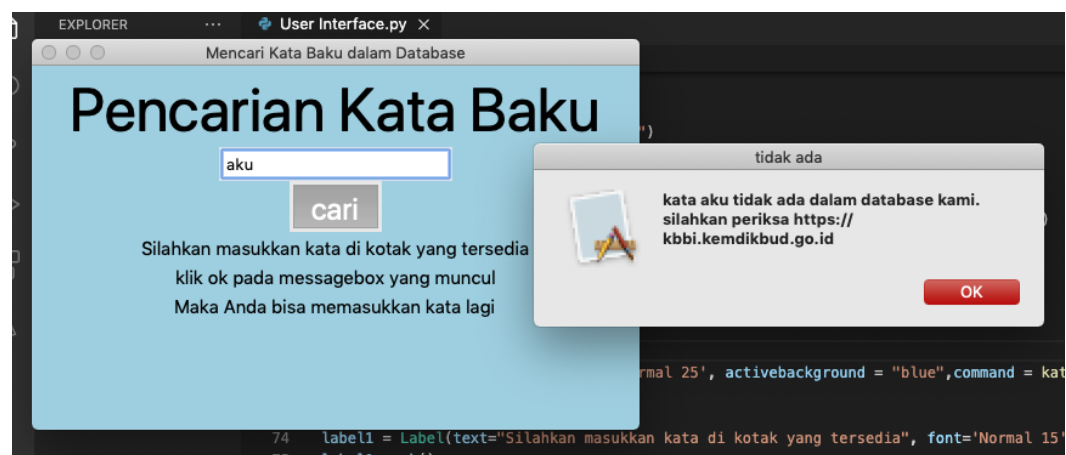 EXPLORER
...
User Interface.py
Mencari Kata Baku dalam Database
Pencarian Kata Baku
")
aku
tidak ada
cari
kata aku tidak ada dalam database kami.
silahkan periksa https://
kbbi.kemdikbud.go.id
)
Silahkan masukkan kata di kotak yang tersedia
klik ok pada messagebox yang muncul
OK
Maka Anda bisa memasukkan kata lagi
rmal 25', activebackground = "blue",command = kat
74 label1 = Label(text="Silahkan masukkan kata di kotak yang tersedia", font='Normal 15'